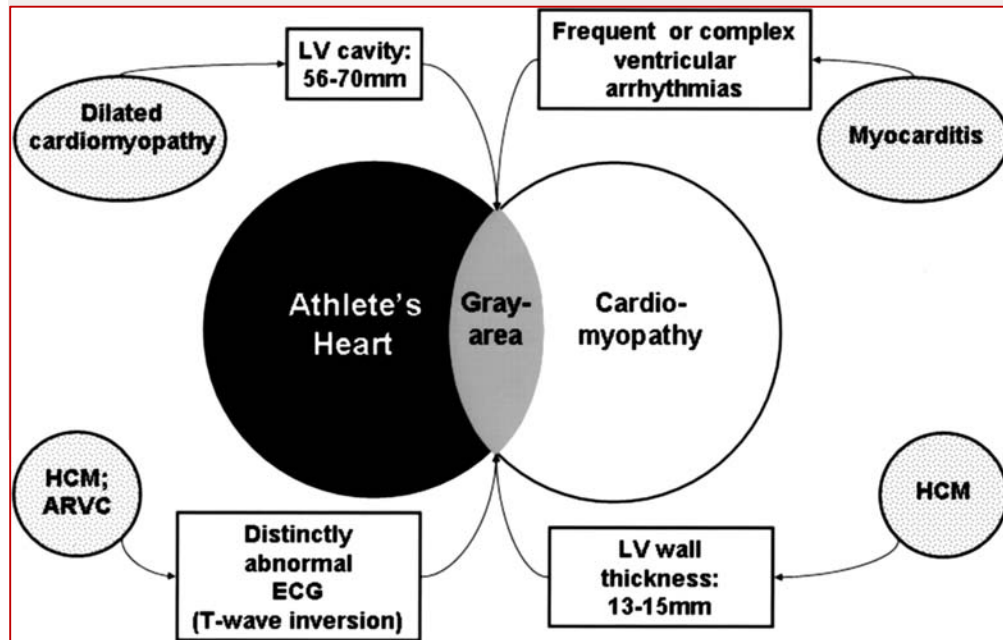 LV cavity:
56-70mm
Frequent or complex
ventricular
arrhythmias
Dilated
cardiomyopathy
Myocarditis
Athlete's
Heart
Gray-
area
Cardio-
myopathy
HCM;
ARVC
Distinctly
abnormal
ECG
(T-wave inversion)
LV wall
thickness:
13-15mm
HCM